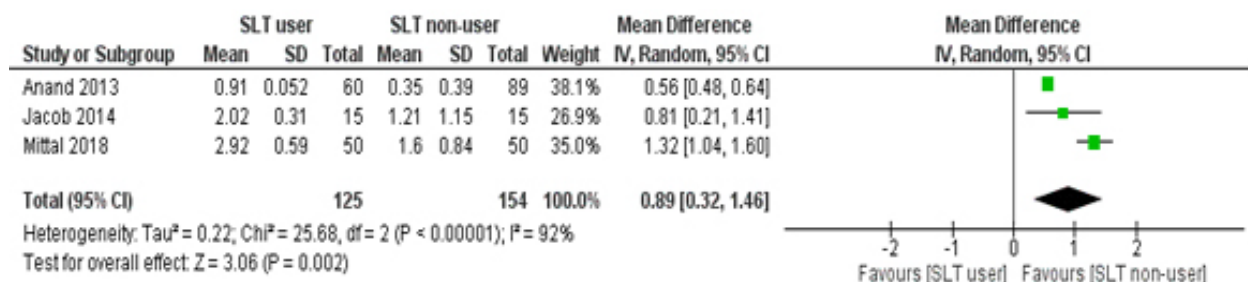 SLT user SLT non-user Mean Difference Mean Difference
Study or Subgroup Mean SD Total Mean SD Total Weight IV, Random, 95% CI IV, Random, 95% CI
Anand 2013 0.91 0.052 60 0.35 0.39 89 38.1% 0.56 [0.48, 0.64]
Jacob 2014 2.02 0.31 15 1.21 1.15 15 26.9% 0.81 [0.21, 1.41]
Mittal 2018 2.92 0.59 50 1.6 0.84 50 35.0% 1.32 [1.04, 1.60]
Total (95% CI) 125 154 100.0% 0.89 [0.32, 1.46]
Heterogeneity: Tau² = 0.22; Chi² = 25.68, df = 2 (P < 0.00001); I² = 92%
Test for overall effect: Z = 3.06 (P = 0.002)
-2 -1 0 1 2
Favours [SLT user] Favours [SLT non-user]